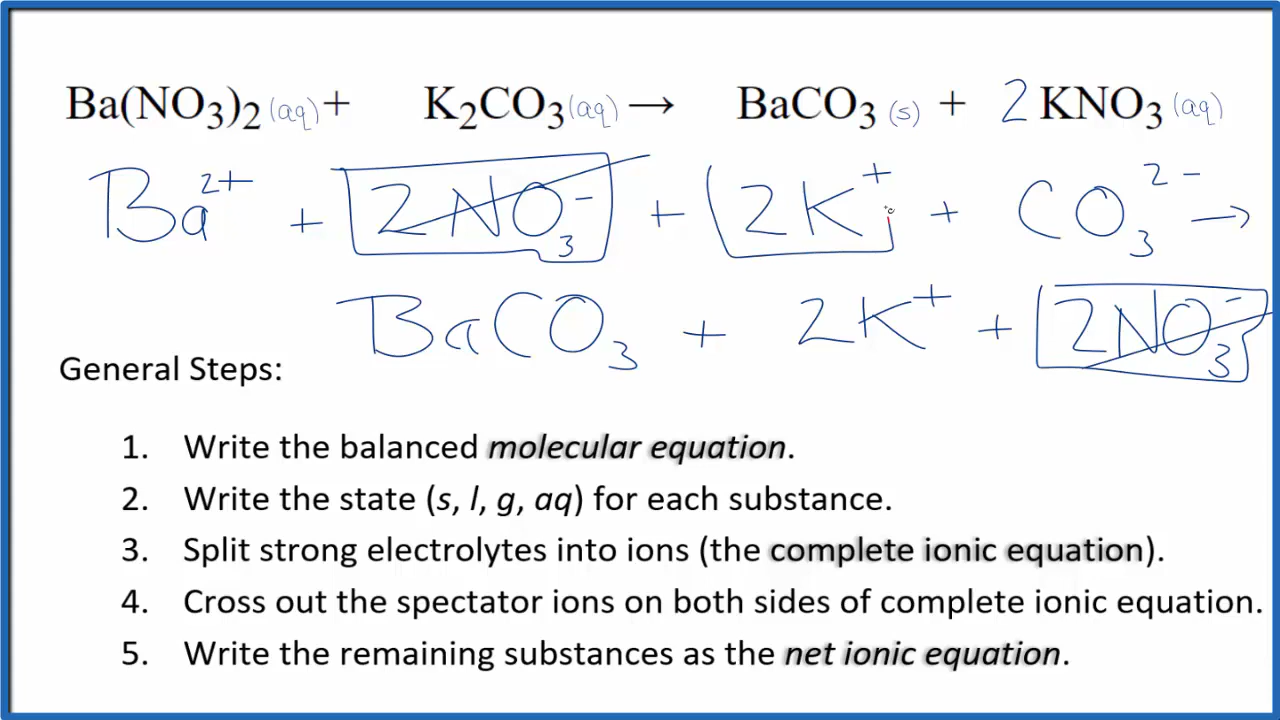 Ba(NO₃)₂ (aq) + K₂CO₃ (aq) → BaCO₃ (s) + 2 KNO₃ (aq)
Ba²⁺ + 2NO₃⁻ + 2K⁺ + CO₃²⁻ →
BaCO₃ + 2K⁺ + 2NO₃⁻
General Steps:
1. Write the balanced molecular equation.
2. Write the state (s, l, g, aq) for each substance.
3. Split strong electrolytes into ions (the complete ionic equation).
4. Cross out the spectator ions on both sides of complete ionic equation.
5. Write the remaining substances as the net ionic equation.